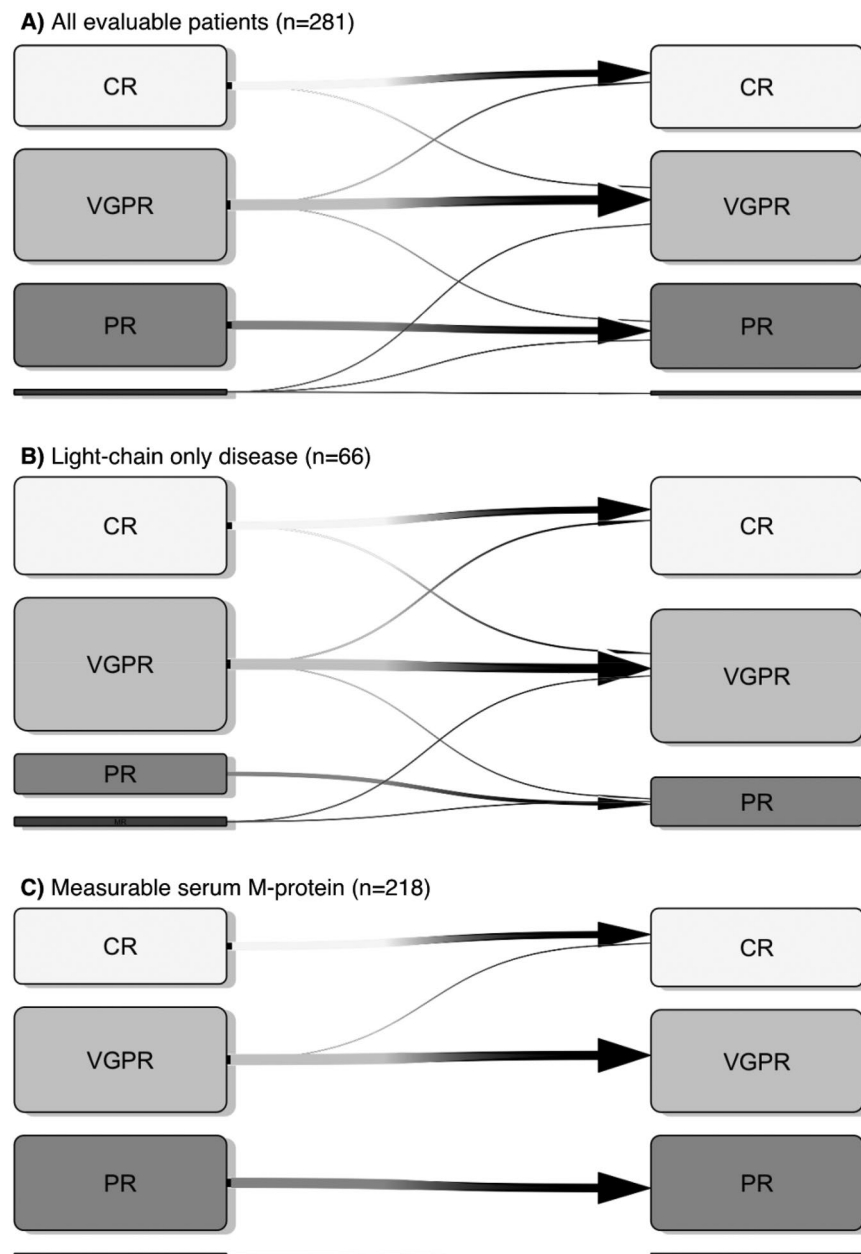 A) All evaluable patients (n=281)
CR CR
VGPR VGPR
PR PR
B) Light-chain only disease (n=66)
CR CR
VGPR VGPR
PR PR
MR
C) Measurable serum M-protein (n=218)
CR CR
VGPR VGPR
PR PR